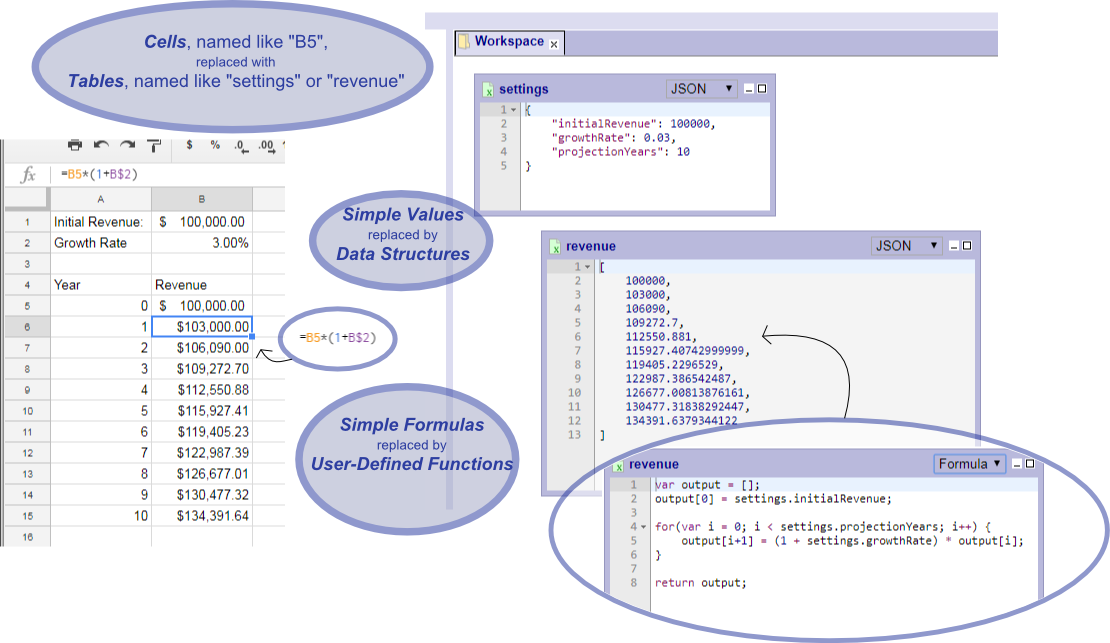 Cells, named like "B5",
replaced with
Tables, named like "settings" or "revenue"
Workspace x
settings JSON ▼
1 {
2 "initialRevenue": 100000,
3 "growthRate": 0.03,
4 "projectionYears": 10
5 }
$ % .0 .00
fx =B5*(1+B$2)
A B
1 Initial Revenue: $ 100,000.00
2 Growth Rate 3.00%
3
4 Year Revenue
5 0 $ 100,000.00
6 1 $103,000.00
7 2 $106,090.00
8 3 $109,272.70
9 4 $112,550.88
10 5 $115,927.41
11 6 $119,405.23
12 7 $122,987.39
13 8 $126,677.01
14 9 $130,477.32
15 10 $134,391.64
16
=B5*(1+B$2)
Simple Values
replaced by
Data Structures
Simple Formulas
replaced by
User-Defined Functions
revenue JSON ▼
1 [
2 100000,
3 103000,
4 106090,
5 109272.7,
6 112550.881,
7 115927.40742999999,
8 119405.2296529,
9 122987.386542487,
10 126677.00813876161,
11 130477.31838292447,
12 134391.6379344122
13 ]
revenue Formula ▼
1 var output = [];
2 output[0] = settings.initialRevenue;
3
4 for(var i = 0; i < settings.projectionYears; i++) {
5 output[i+1] = (1 + settings.growthRate) * output[i];
6 }
7
8 return output;